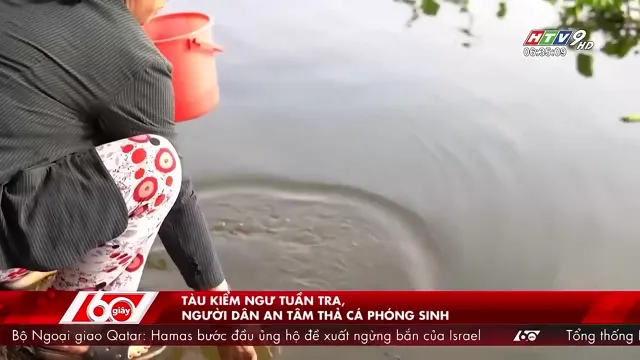 HTV9 HD
06:35:09
60 giây
TÀU KIỂM NGƯ TUẦN TRA,
NGƯỜI DÂN AN TÂM THẢ CÁ PHÓNG SINH
Bộ Ngoại giao Qatar: Hamas bước đầu ủng hộ đề xuất ngừng bắn của Israel 60 Tổng thống